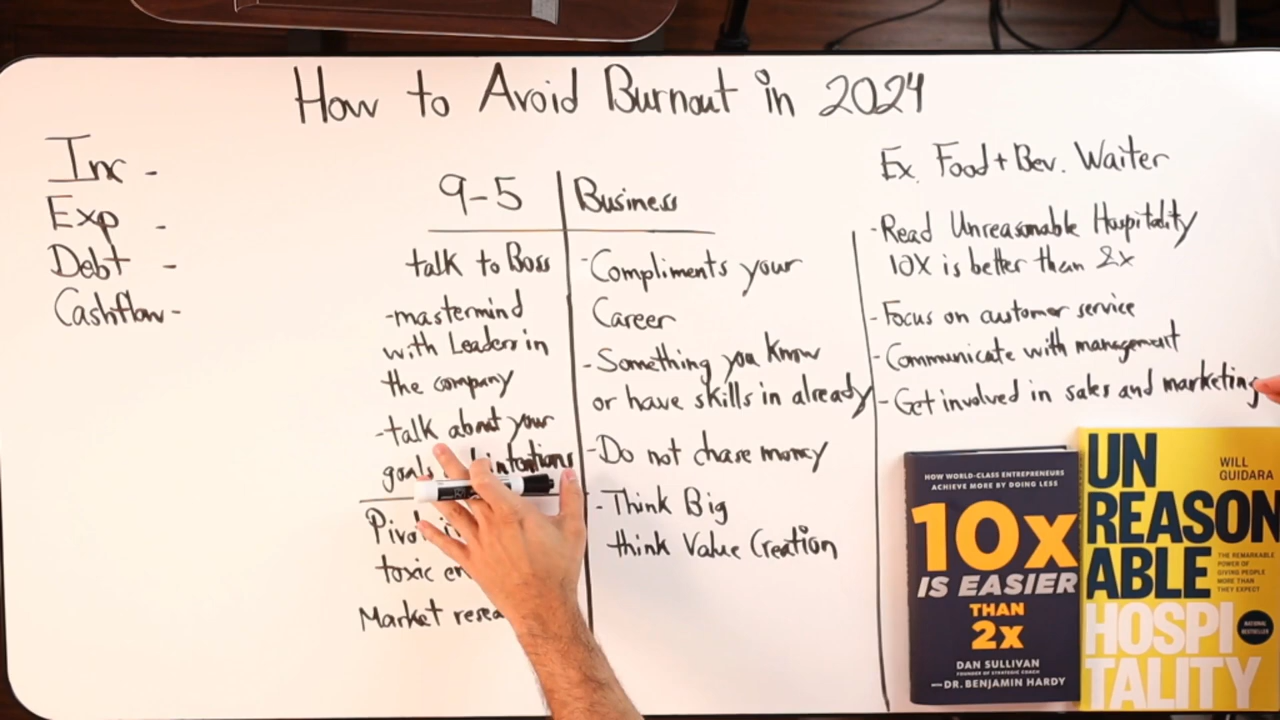 How to Avoid Burnout in 2024
Inc -
Exp -
Debt -
Cashflow -
9-5
talk to Boss
-mastermind
with Leaders in
the company
-talk about your
goals intentions
toxic
Market
Business
-Compliments your
Career
-Something you know
or have skills in already
-Do not chase money
-Think Big
think Value Creation
Ex. Food + Bev. Waiter
-Read Unreasonable Hospitality
10X is better than 2x
-Focus on customer service
-Communicate with management
-Get involved in sales and marketing
HOW WORLD-CLASS ENTREPRENEURS
ACHIEVE MORE BY DOING LESS
10x
IS EASIER
THAN
2x
DAN SULLIVAN
FOUNDER OF STRATEGIC COACH
WITH DR. BENJAMIN HARDY
UN
REASON
ABLE
HOSPI
TALITY
WILL
GUIDARA
THE REMARKABLE
POWER OF
GIVING PEOPLE
MORE THAN
THEY EXPECT
NATIONAL
BESTSELLER